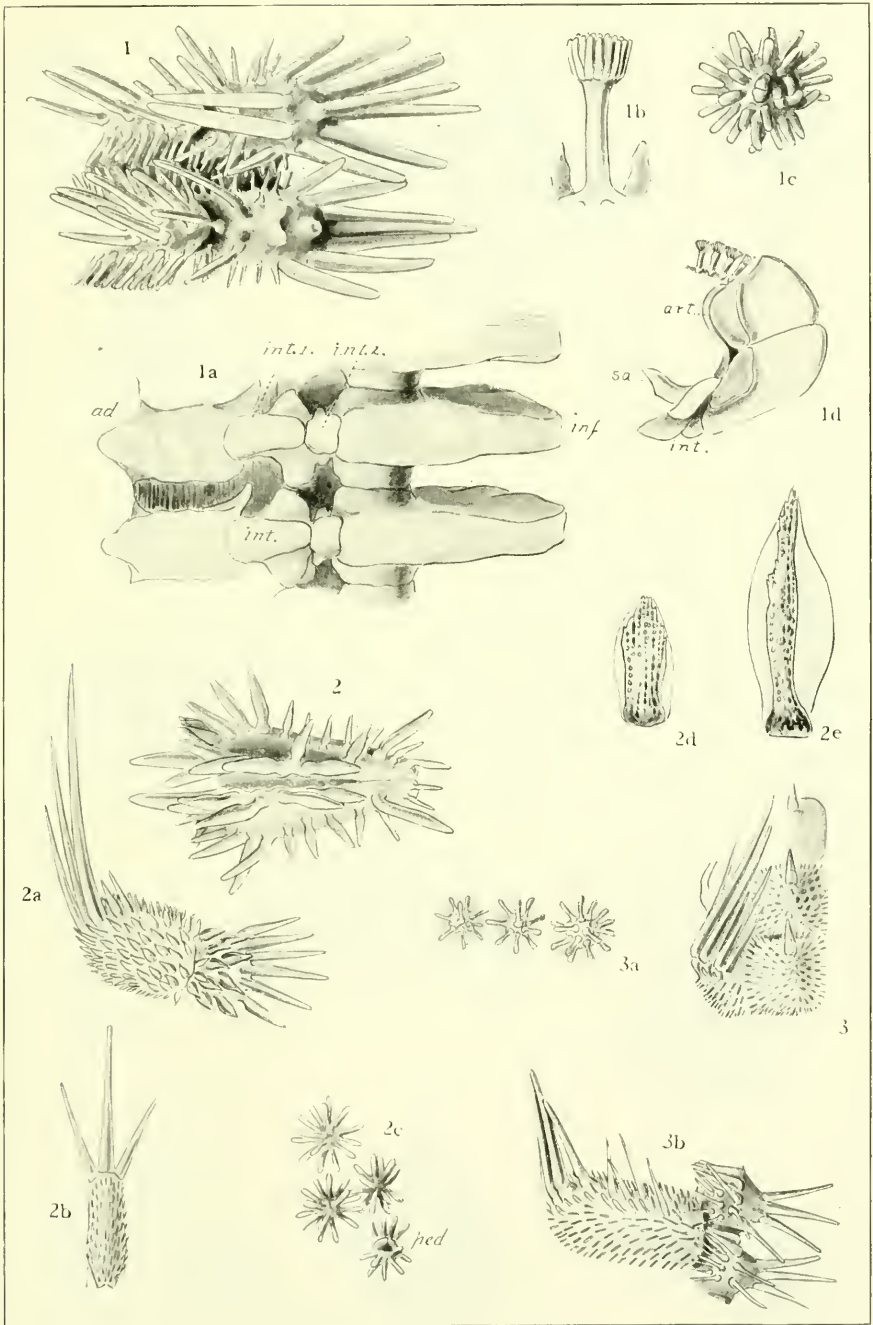 1
1b
1c
art.
sa
int.
1d
1a
int.1. int.2.
ad
inf
int.
2
2d
2e
2a
3a
3
2b
2c
ped
3b